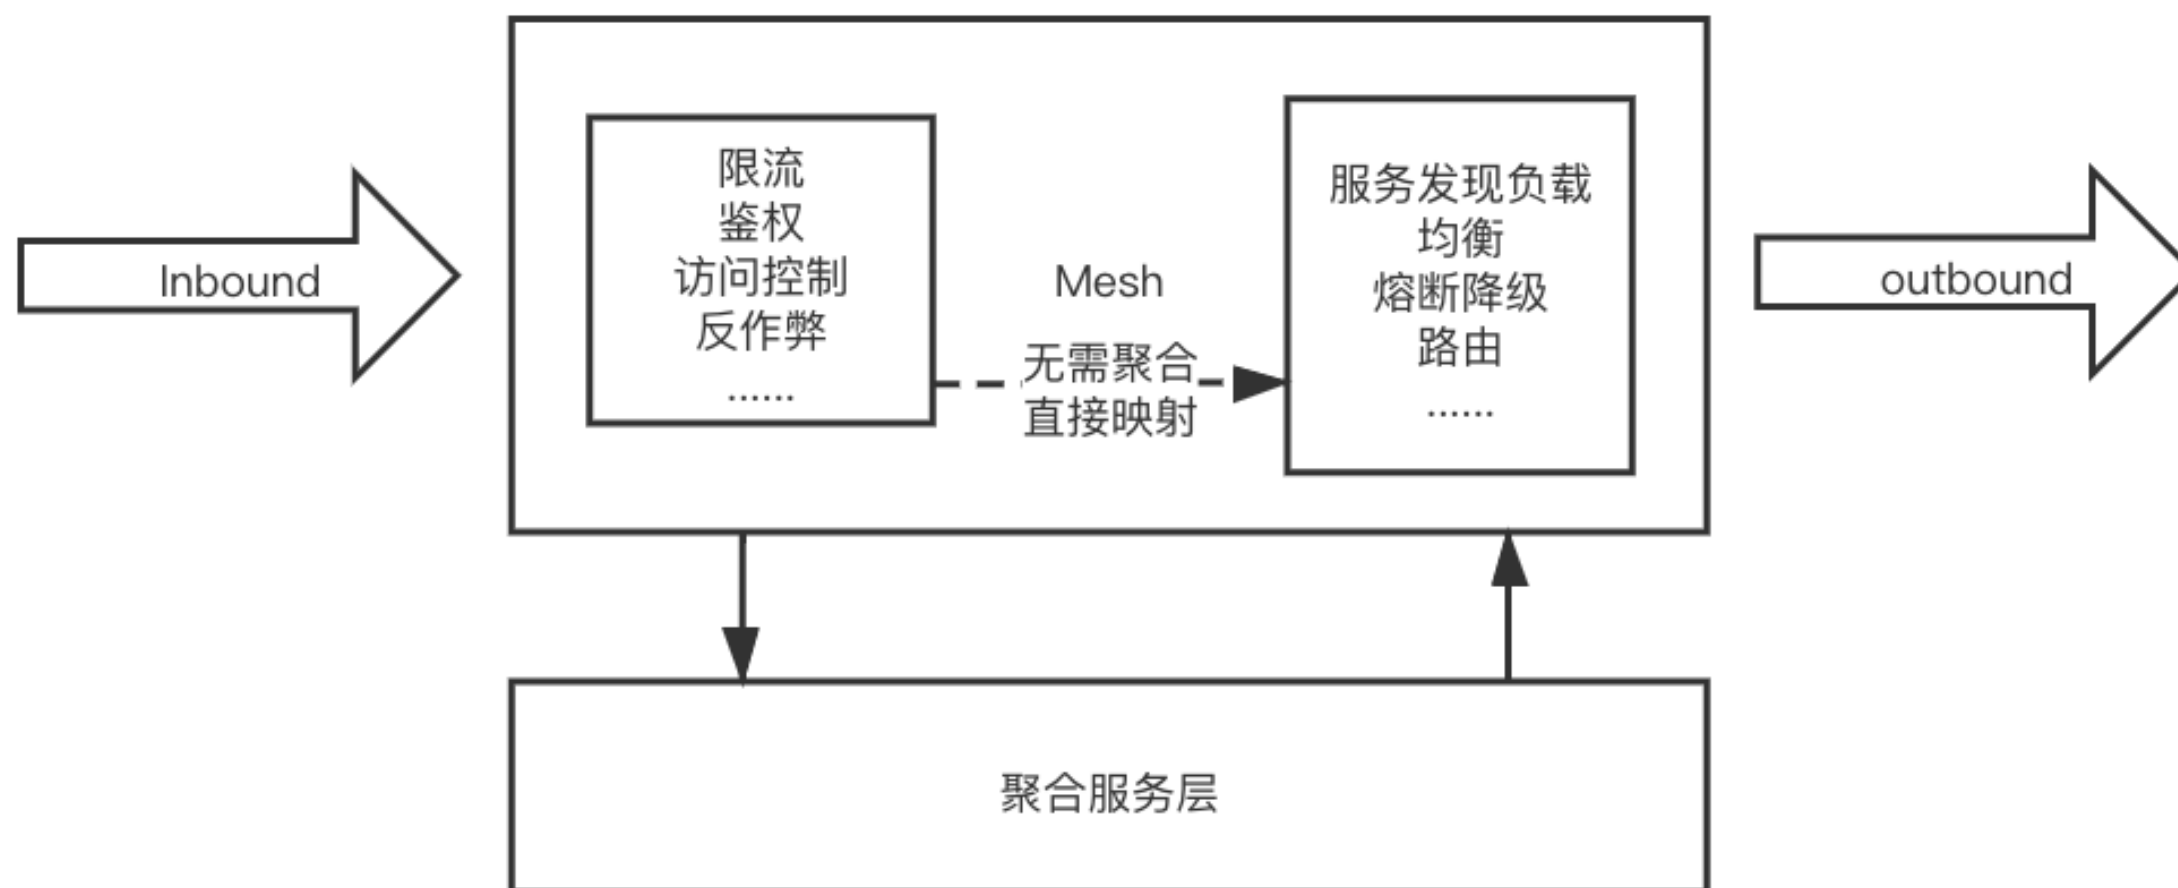 Inbound
限流
鉴权
访问控制
反作弊
......
Mesh
无需聚合
直接映射
服务发现负载
均衡
熔断降级
路由
......
outbound
聚合服务层